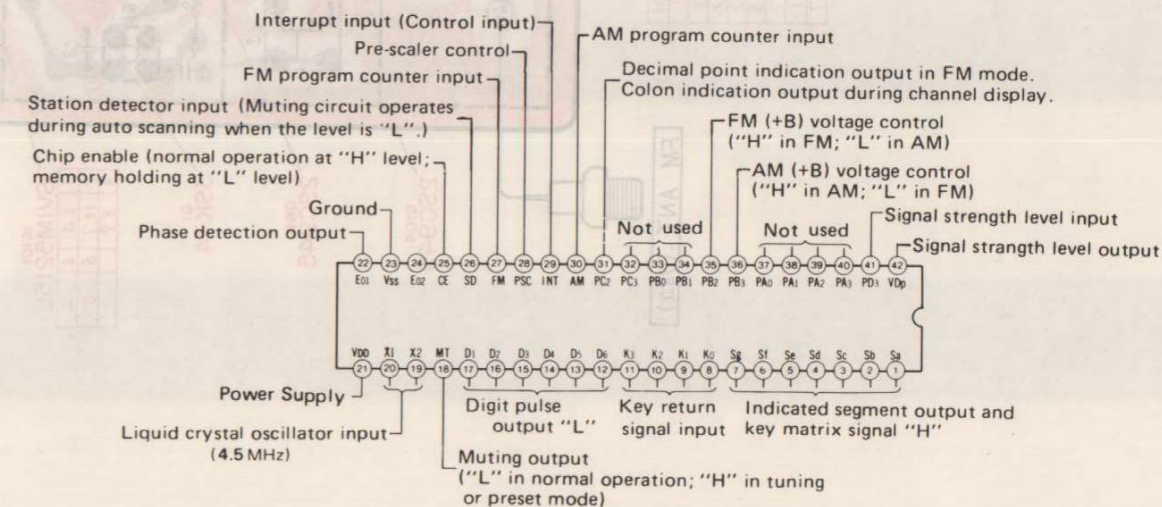 Interrupt input (Control input)
Pre-scaler control
FM program counter input
Station detector input (Muting circuit operates
during auto scanning when the level is "L".)
Chip enable (normal operation at "H" level;
memory holding at "L" level)
Ground
Phase detection output
AM program counter input
Decimal point indication output in FM mode.
Colon indication output during channel display.
FM (+B) voltage control
("H" in FM; "L" in AM)
AM (+B) voltage control
("H" in AM; "L" in FM)
Not used
Not used
Signal strength level input
Signal strangth level output
22 23 24 25 26 27 28 29 30 31 32 33 34 35 36 37 38 39 40 41 42
E01 Vss E02 CE SD FM PSC INT AM PC2 PC3 PB0 PB1 PB2 PB3 PA0 PA1 PA2 PA3 PD3 VDp
VDD X1 X2 MT D1 D2 D3 D4 D5 D6 K3 K2 K1 K0 Sg Sf Se Sd Sc Sb Sa
21 20 19 18 17 16 15 14 13 12 11 10 9 8 7 6 5 4 3 2 1
Power Supply
Liquid crystal oscillator input
(4.5 MHz)
Digit pulse
output "L"
Key return
signal input
Indicated segment output and
key matrix signal "H"
Muting output
("L" in normal operation; "H" in tuning
or preset mode)